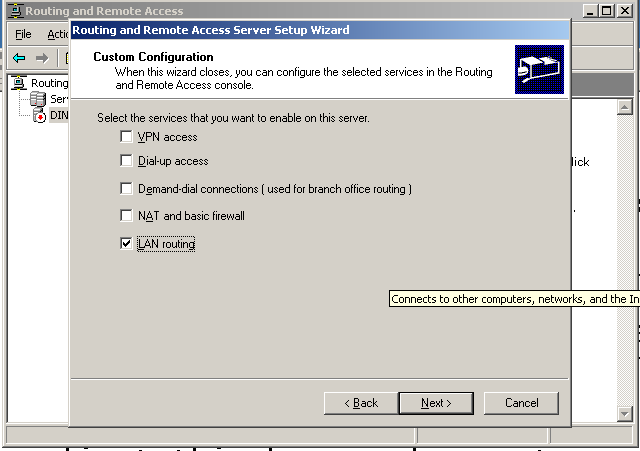 Routing and Remote Access
Routing and Remote Access Server Setup Wizard
File
Custom Configuration
When this wizard closes, you can configure the selected services in the Routing
and Remote Access console.
Routing
Select the services that you want to enable on this server.
VPN access
Dial-up access
lick
Demand-dial connections ( used for branch office routing )
NAT and basic firewall
LAN routing
Connects to other computers, networks, and the In
< Back
Next >
Cancel